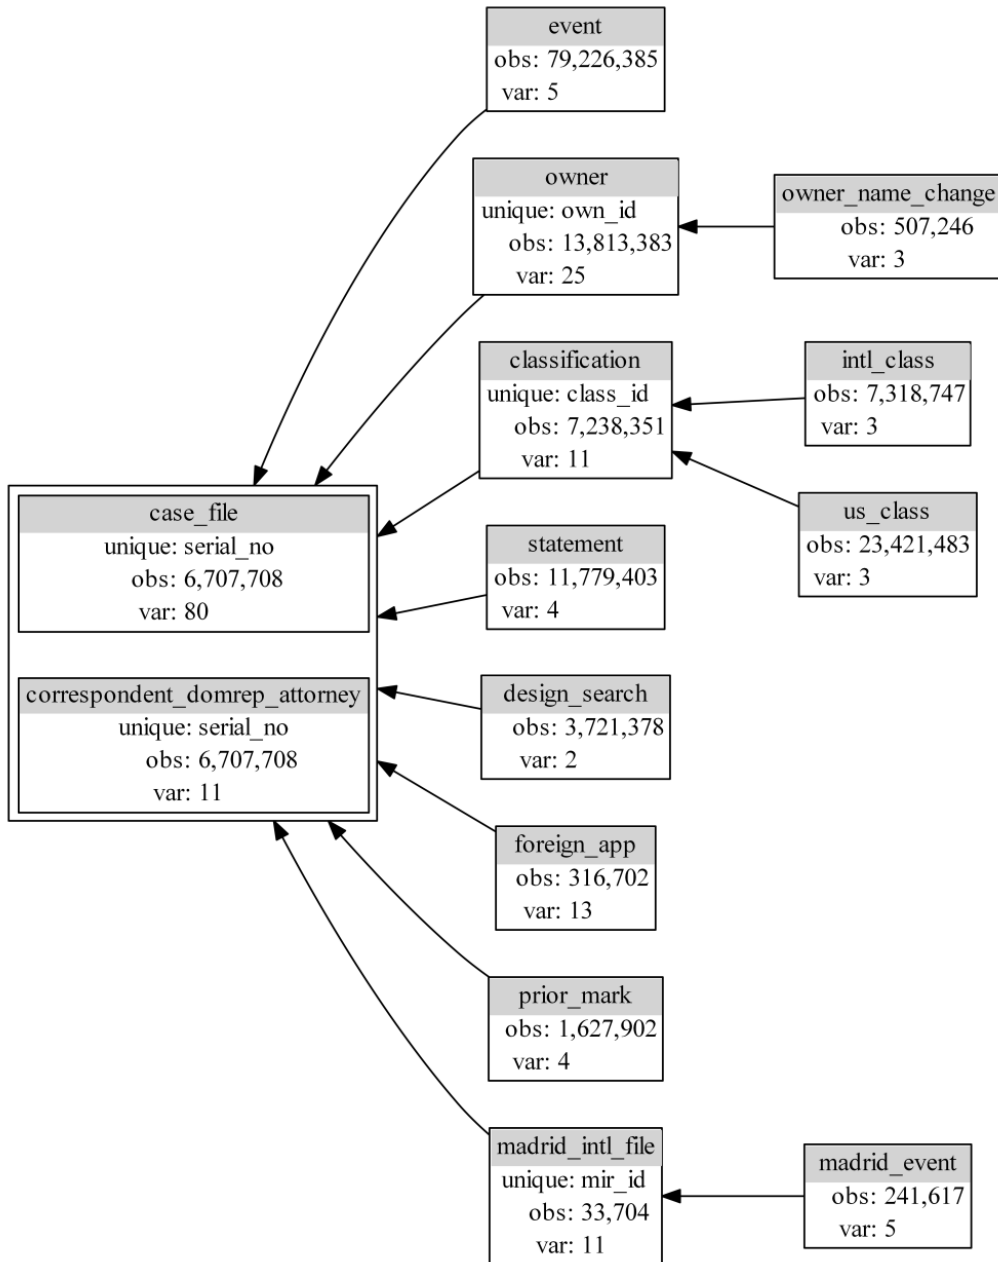 event
obs: 79,226,385
var: 5
owner
unique: own_id
obs: 13,813,383
var: 25
owner_name_change
obs: 507,246
var: 3
classification
unique: class_id
obs: 7,238,351
var: 11
intl_class
obs: 7,318,747
var: 3
us_class
obs: 23,421,483
var: 3
case_file
unique: serial_no
obs: 6,707,708
var: 80
statement
obs: 11,779,403
var: 4
correspondent_domrep_attorney
unique: serial_no
obs: 6,707,708
var: 11
design_search
obs: 3,721,378
var: 2
foreign_app
obs: 316,702
var: 13
prior_mark
obs: 1,627,902
var: 4
madrid_intl_file
unique: mir_id
obs: 33,704
var: 11
madrid_event
obs: 241,617
var: 5